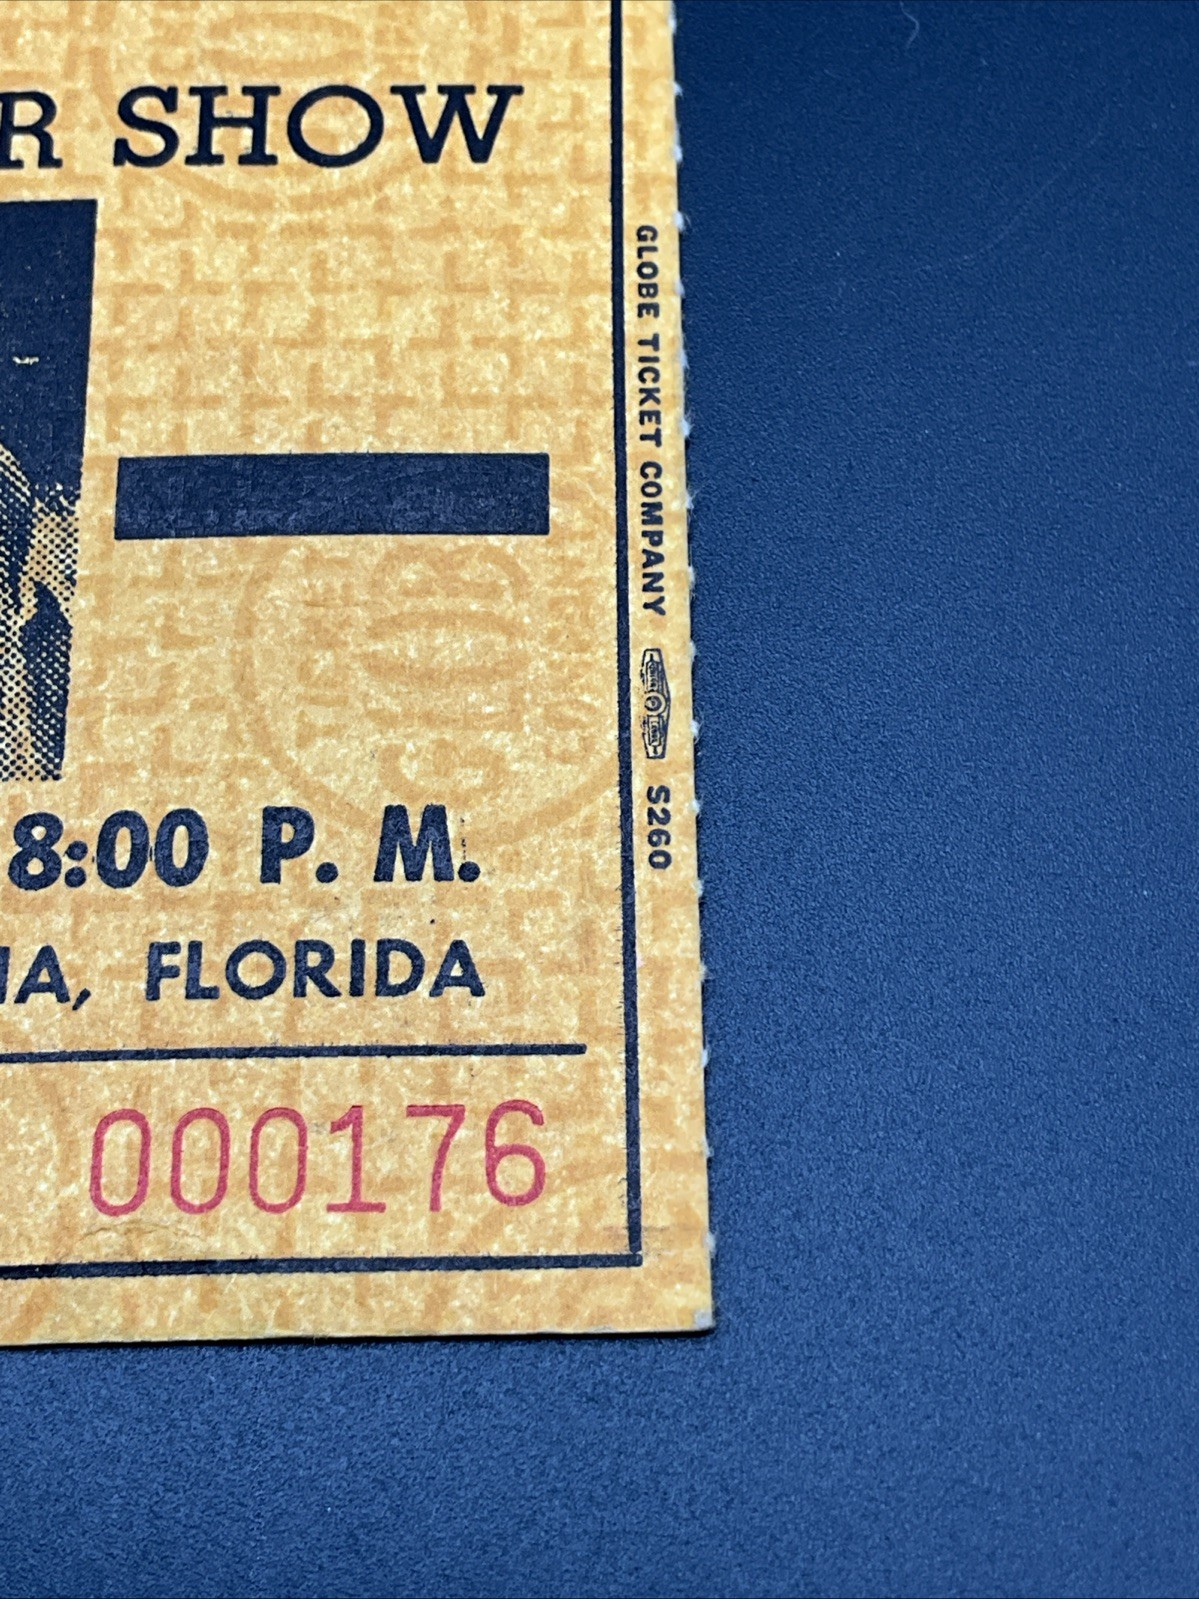 R SHOW
8:00 P. M.
IA, FLORIDA
000176
GLOBE TICKET COMPANY S260